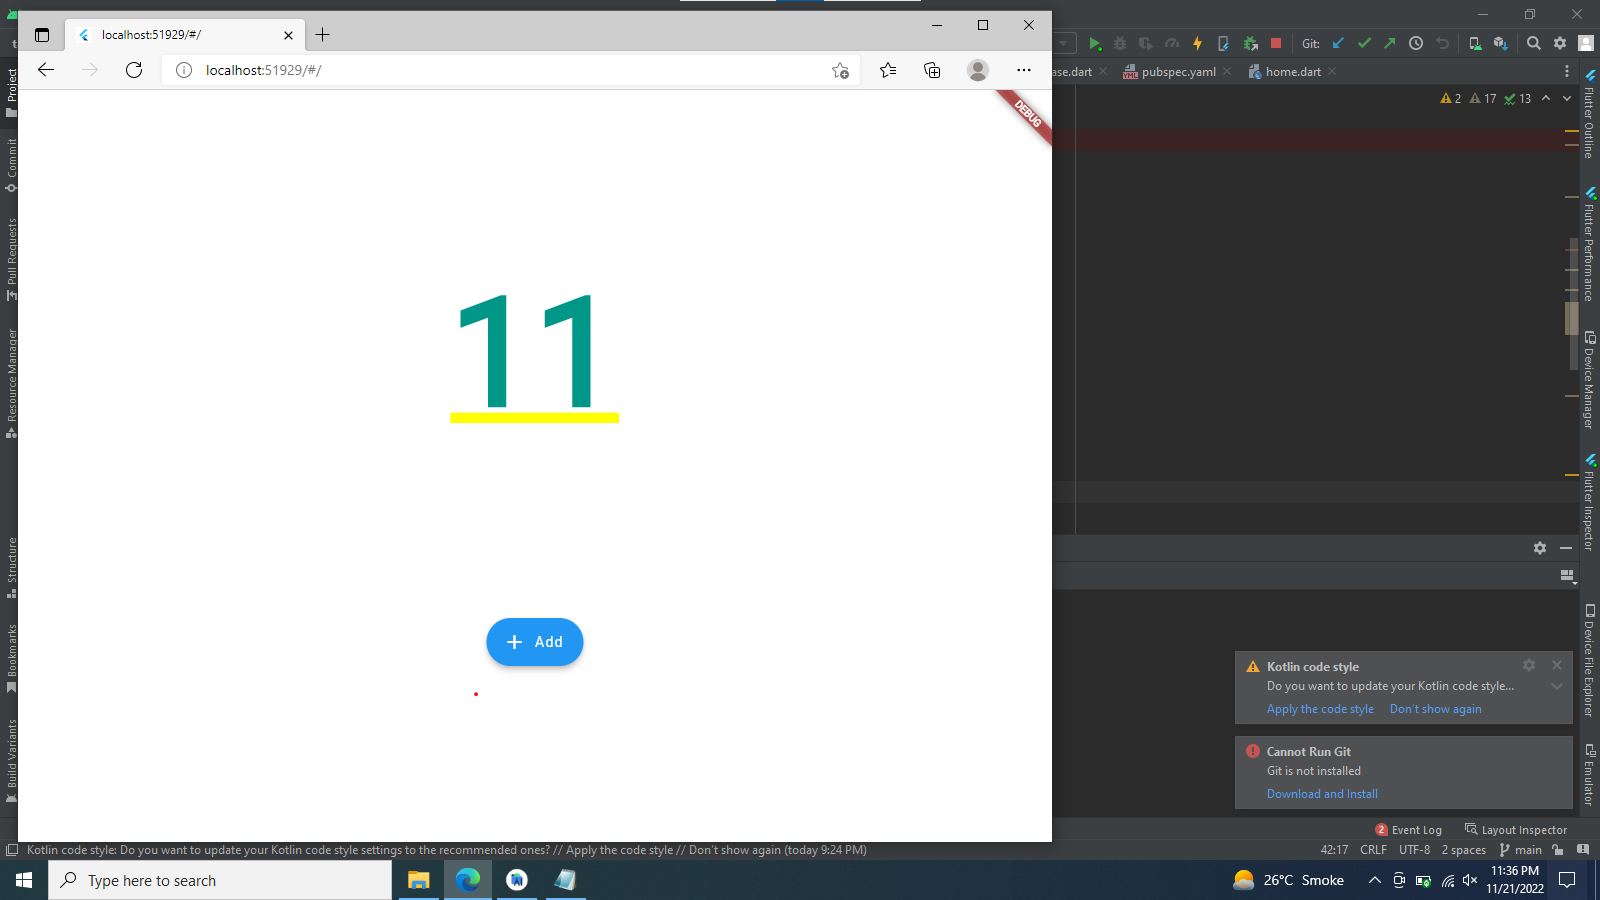 localhost:51929/#/
localhost:51929/#/
DEBUG
11
Add
Git:
ase.dart
pubspec.yaml
home.dart
2
17
13
Project
Commit
Pull Requests
Resource Manager
Structure
Bookmarks
Build Variants
Flutter Outline
Flutter Performance
Device Manager
Flutter Inspector
Device File Explorer
Emulator
Kotlin code style
Do you want to update your Kotlin code style...
Apply the code style Don't show again
Cannot Run Git
Git is not installed
Download and Install
2 Event Log Layout Inspector
Kotlin code style: Do you want to update your Kotlin code style settings to the recommended ones? // Apply the code style // Don't show again (today 9:24 PM)
42:17 CRLF UTF-8 2 spaces main
Type here to search
26°C Smoke
11:36 PM
11/21/2022